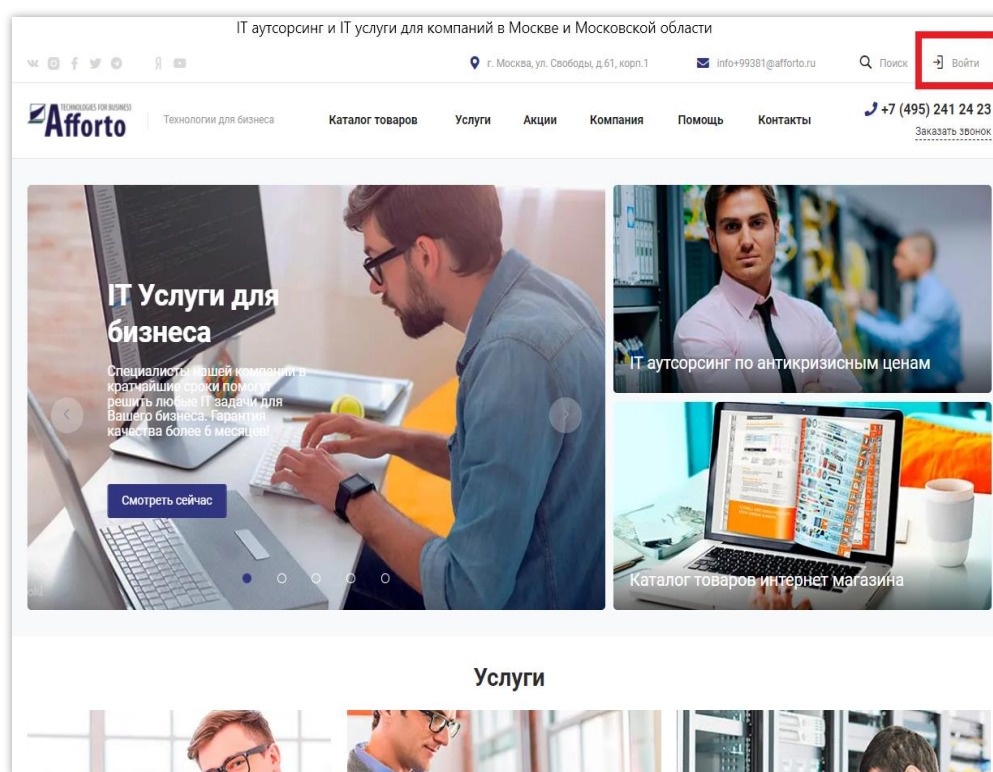 IT аутсорсинг и IT услуги для компаний в Москве и Московской области
г. Москва, ул. Свободы, д.61, корп.1
info+99381@afforto.ru
Поиск
Войти
TECHNOLOGIES FOR BUSINESS
Afforto
Технологии для бизнеса
Каталог товаров
Услуги
Акции
Компания
Помощь
Контакты
+7 (495) 241 24 23
Заказать звонок
IT Услуги для
бизнеса
Специалисты нашей компании в
кратчайшие сроки помогут
решить любые IT задачи для
Вашего бизнеса. Гарантия
качества более 6 месяцев!
Смотреть сейчас
IT аутсорсинг по антикризисным ценам
Каталог товаров интернет магазина
Услуги